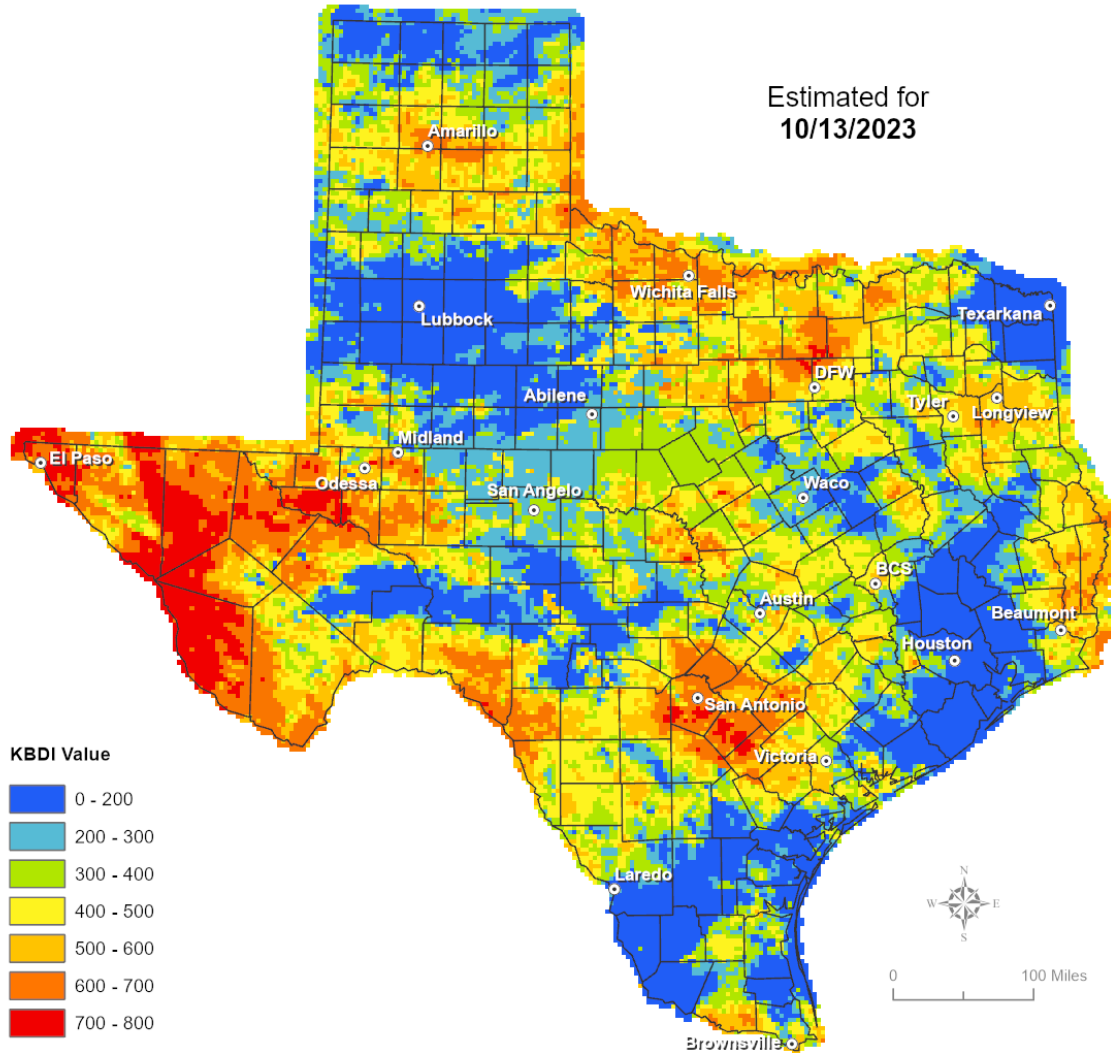 Estimated for
10/13/2023
Amarillo
Wichita Falls
Lubbock
Texarkana
DFW
Abilene
Tyler
Longview
Midland
El Paso
Odessa
San Angelo
Waco
BCS
Austin
Beaumont
Houston
San Antonio
Victoria
KBDI Value
0 - 200
200 - 300
300 - 400
400 - 500
500 - 600
600 - 700
700 - 800
Laredo
N
W
E
S
0
100 Miles
Brownsville